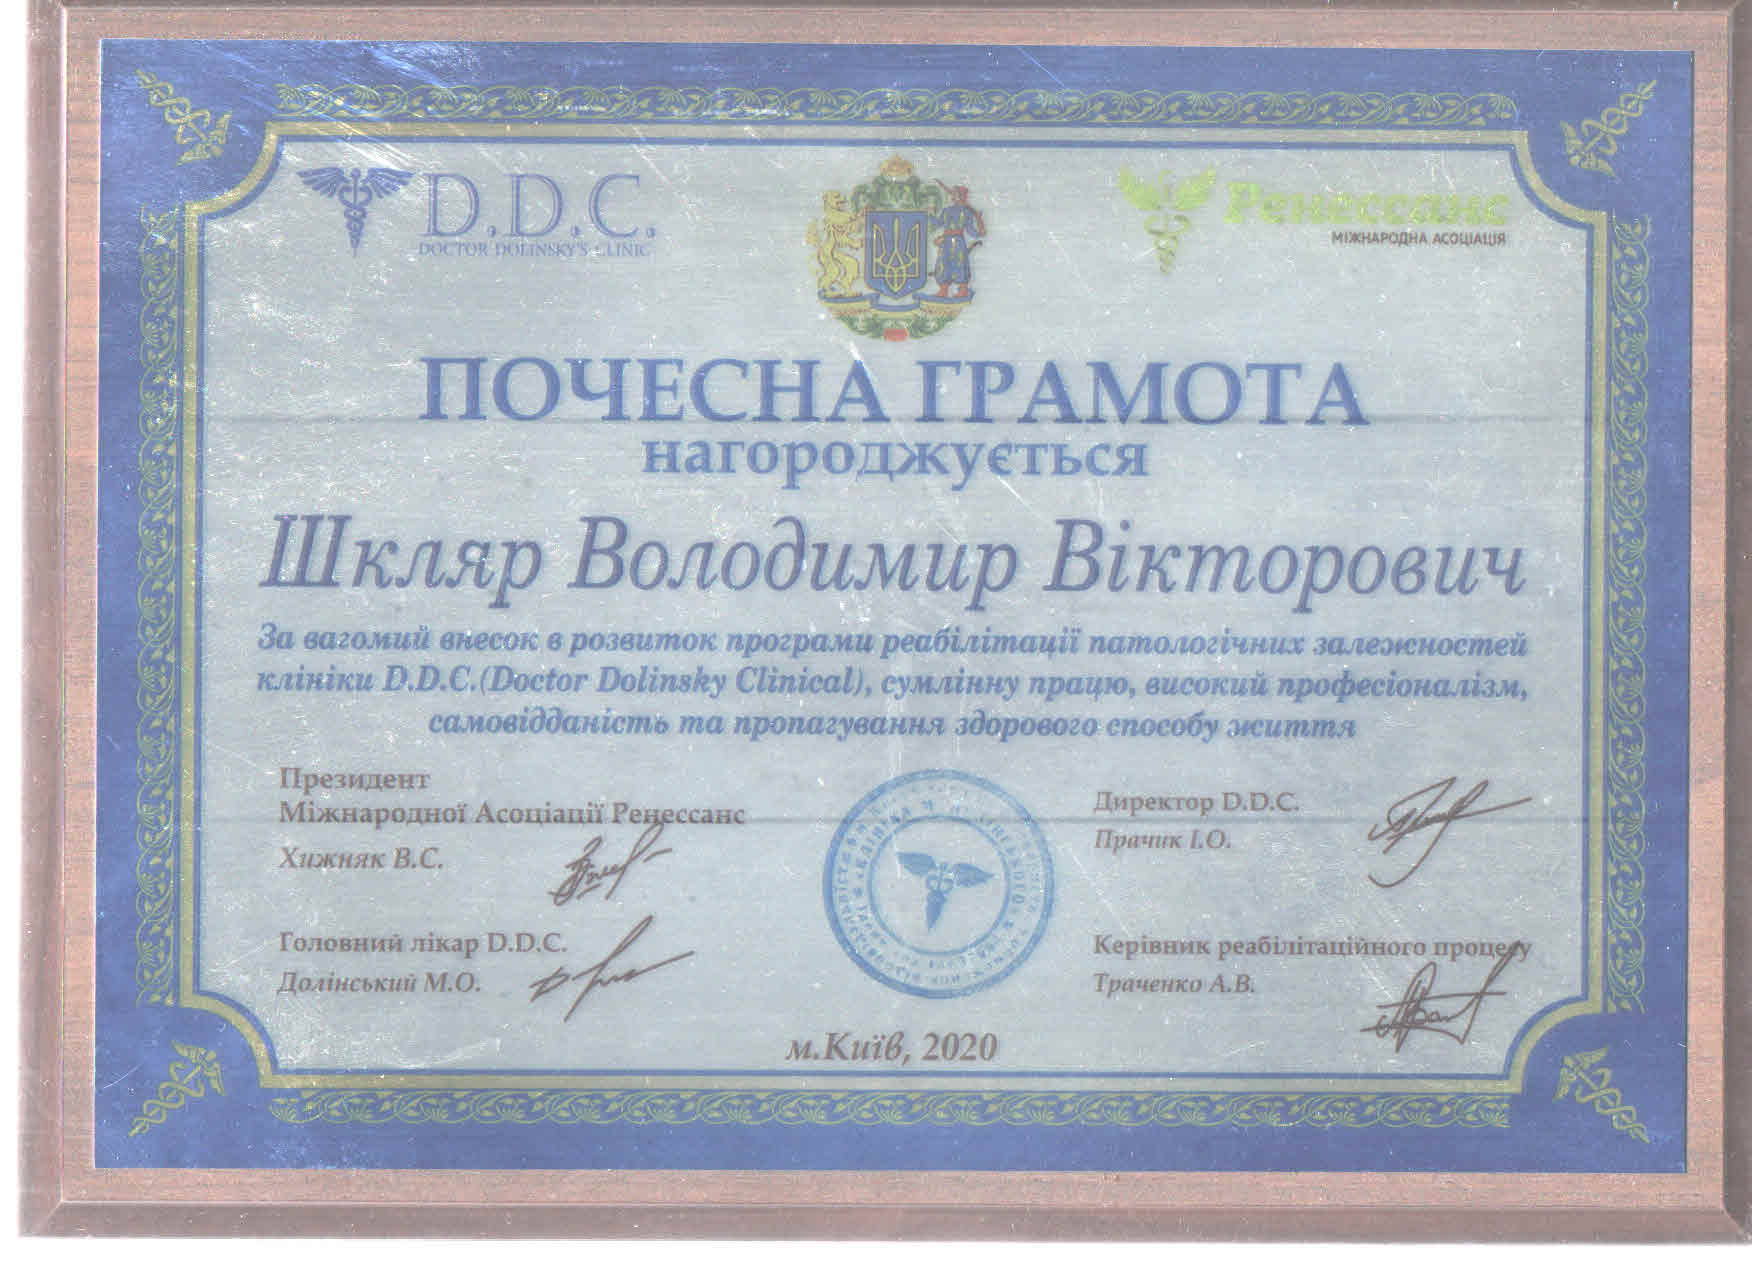 D.D.C.
DOCTOR DOLINSKY'S CLINIC
Ренессанс
МІЖНАРОДНА АСОЦІАЦІЯ
ПОЧЕСНА ГРАМОТА
нагороджується
Шкляр Володимир Вікторович
За вагомий внесок в розвиток програми реабілітації патологічних залежностей
клініки D.D.C.(Doctor Dolinsky Clinical), сумлінну працю, високий професіоналізм,
самовідданість та пропагування здорового способу життя
Президент
Міжнародної Асоціації Ренессанс
Хижняк В.С.
Головний лікар D.D.C.
Долінський М.О.
Директор D.D.C.
Прачик І.О.
Керівник реабілітаційного процесу
Траченко А.В.
м.Київ, 2020